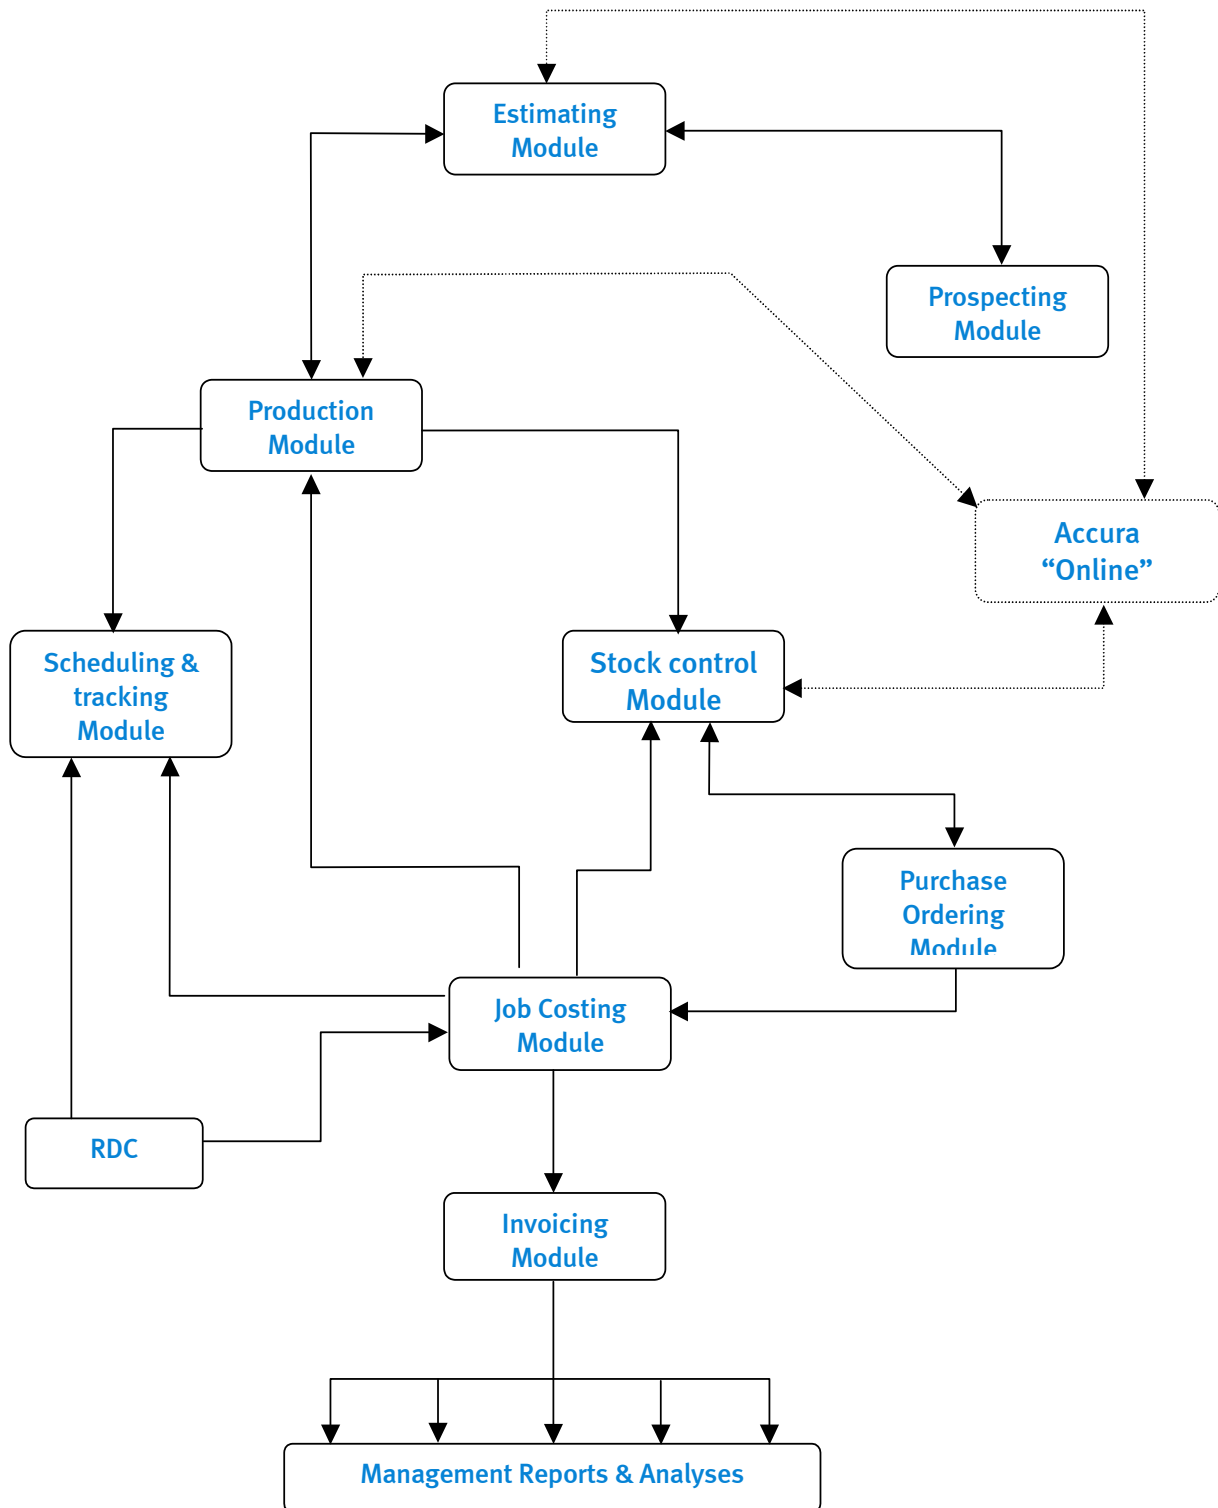 Estimating
Module
Prospecting
Module
Production
Module
Accura
“Online”
Scheduling &
tracking
Module
Stock control
Module
Purchase
Ordering
Module
Job Costing
Module
RDC
Invoicing
Module
Management Reports & Analyses